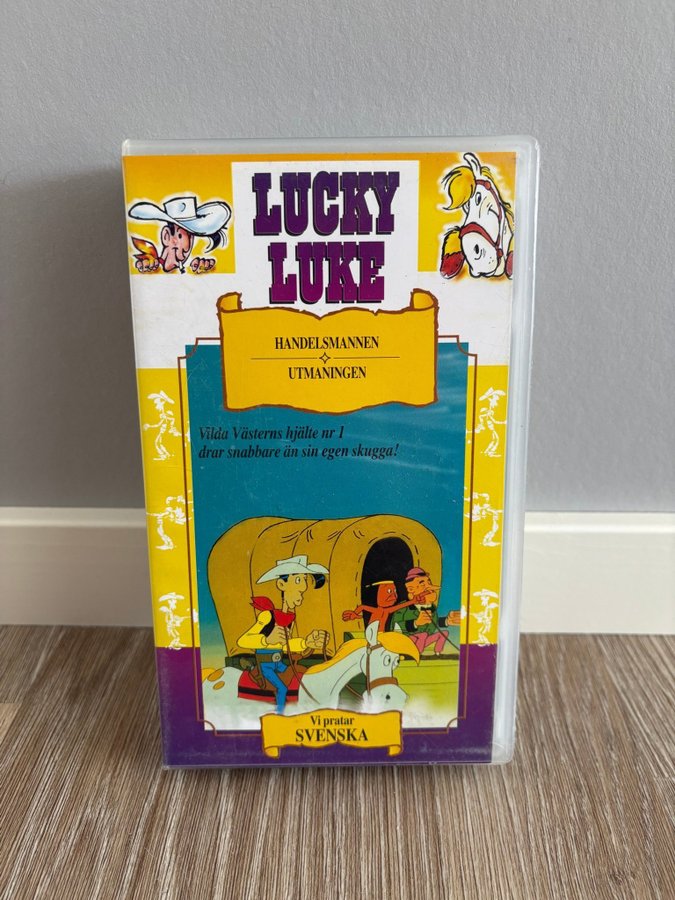 LUCKY
LUKE
HANDELSMANNEN
UTMANINGEN
Vilda Västerns hjälte nr 1
drar snabbare än sin egen skugga!
Vi pratar
SVENSKA